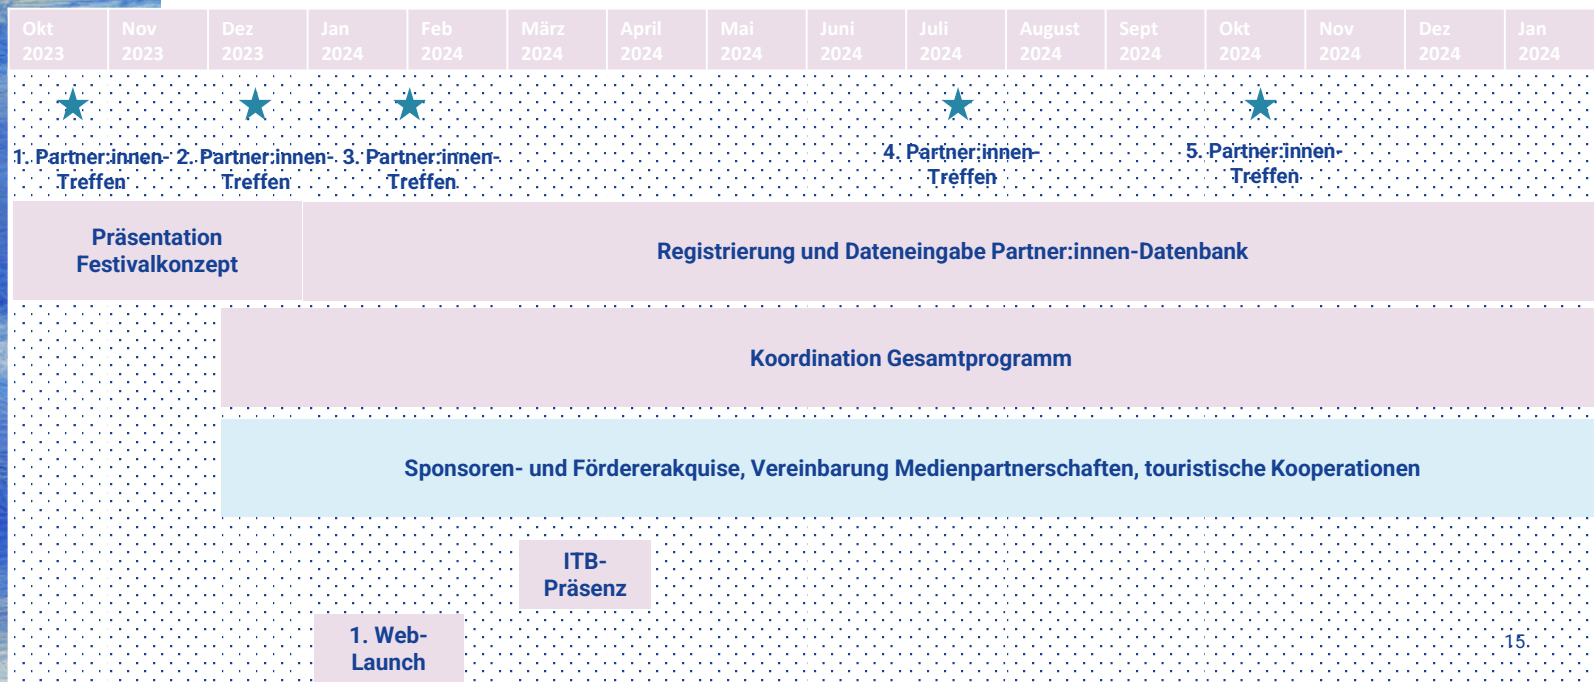 Okt Nov Dez Jan Feb März April Mai Juni Juli August Sept Okt Nov Dez Jan
2023 2023 2023 2024 2024 2024 2024 2024 2024 2024 2024 2024 2024 2024 2024 2024
1. Partner:innen- 2. Partner:innen- 3. Partner:innen- 4. Partner:innen- 5. Partner:innen-
Treffen Treffen Treffen Treffen Treffen
Präsentation
Festivalkonzept
Registrierung und Dateneingabe Partner:innen-Datenbank
Koordination Gesamtprogramm
Sponsoren- und Fördererakquise, Vereinbarung Medienpartnerschaften, touristische Kooperationen
ITB-
Präsenz
1. Web-
Launch
15